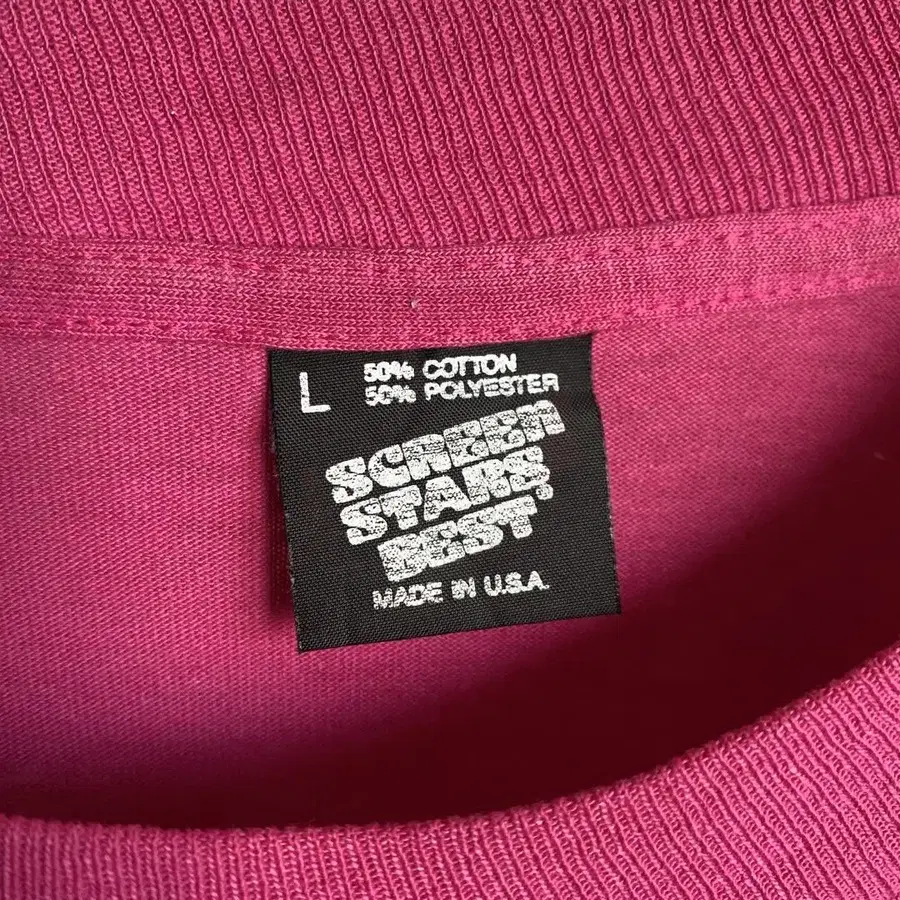 L
50% COTTON
50% POLYESTER
SCREEN
STARS
BEST
MADE IN U.S.A.